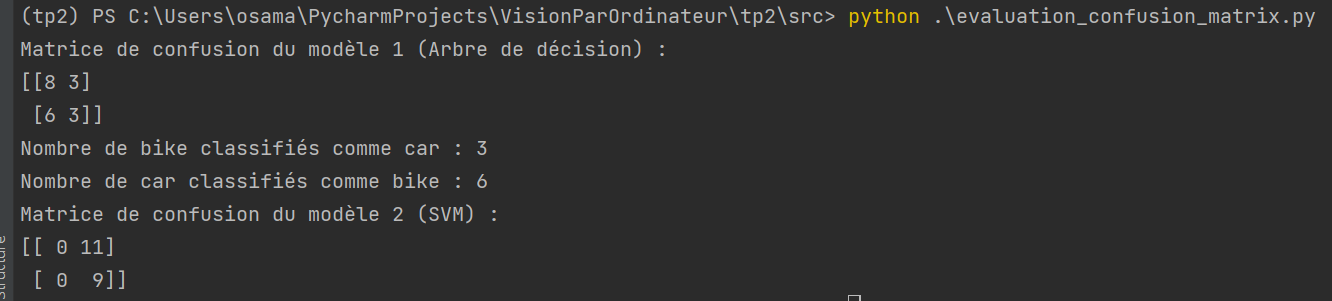 (tp2) PS C:\Users\osama\PycharmProjects\VisionParOrdinateur\tp2\src> python .\evaluation_confusion_matrix.py
Matrice de confusion du modèle 1 (Arbre de décision) :
[[8 3]
 [6 3]]
Nombre de bike classifiés comme car : 3
Nombre de car classifiés comme bike : 6
Matrice de confusion du modèle 2 (SVM) :
[[ 0 11]
 [ 0  9]]
Structure